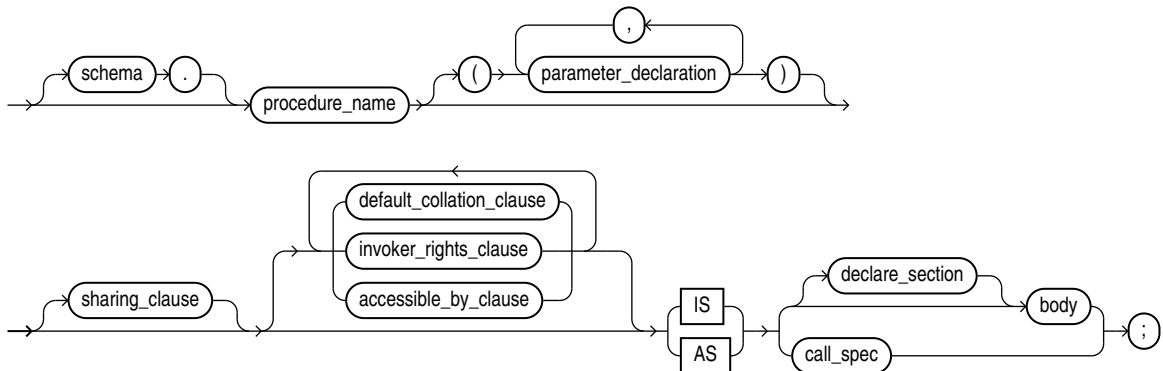 ,
schema . ( parameter_declaration )
procedure_name
default_collation_clause
invoker_rights_clause
sharing_clause accessible_by_clause
declare_section
IS body
AS call_spec ;